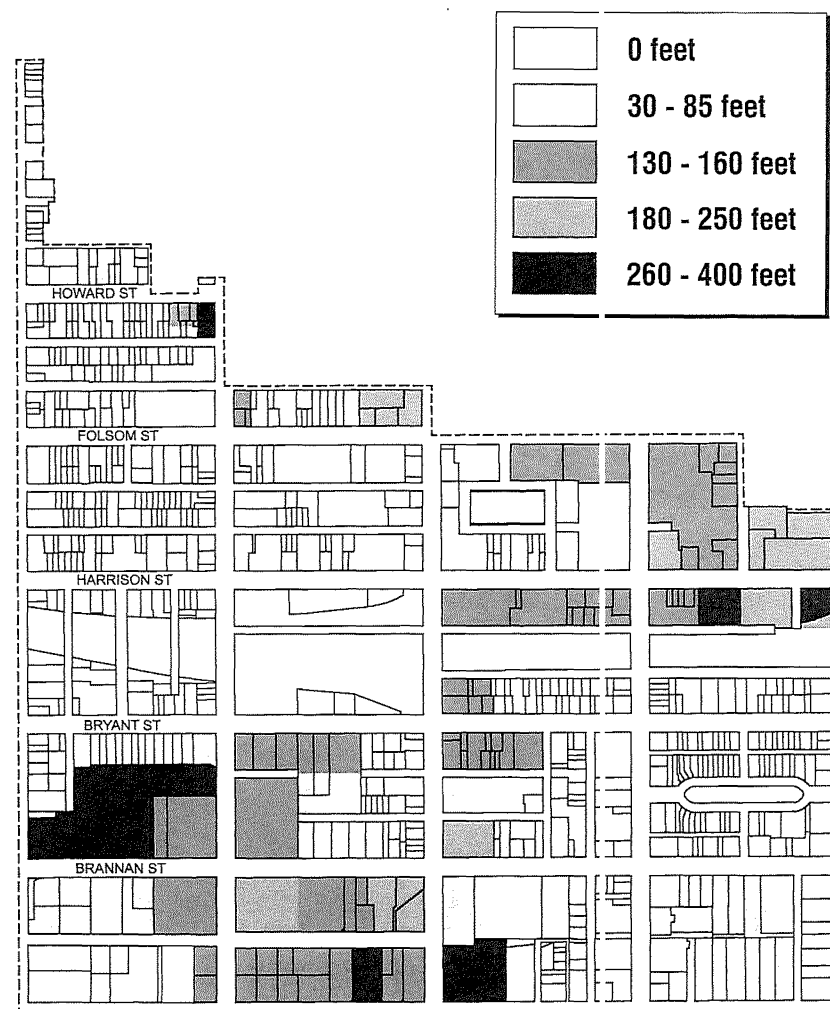 0 feet
30 - 85 feet
130 - 160 feet
180 - 250 feet
260 - 400 feet
HOWARD ST
FOLSOM ST
HARRISON ST
BRYANT ST
BRANNAN ST